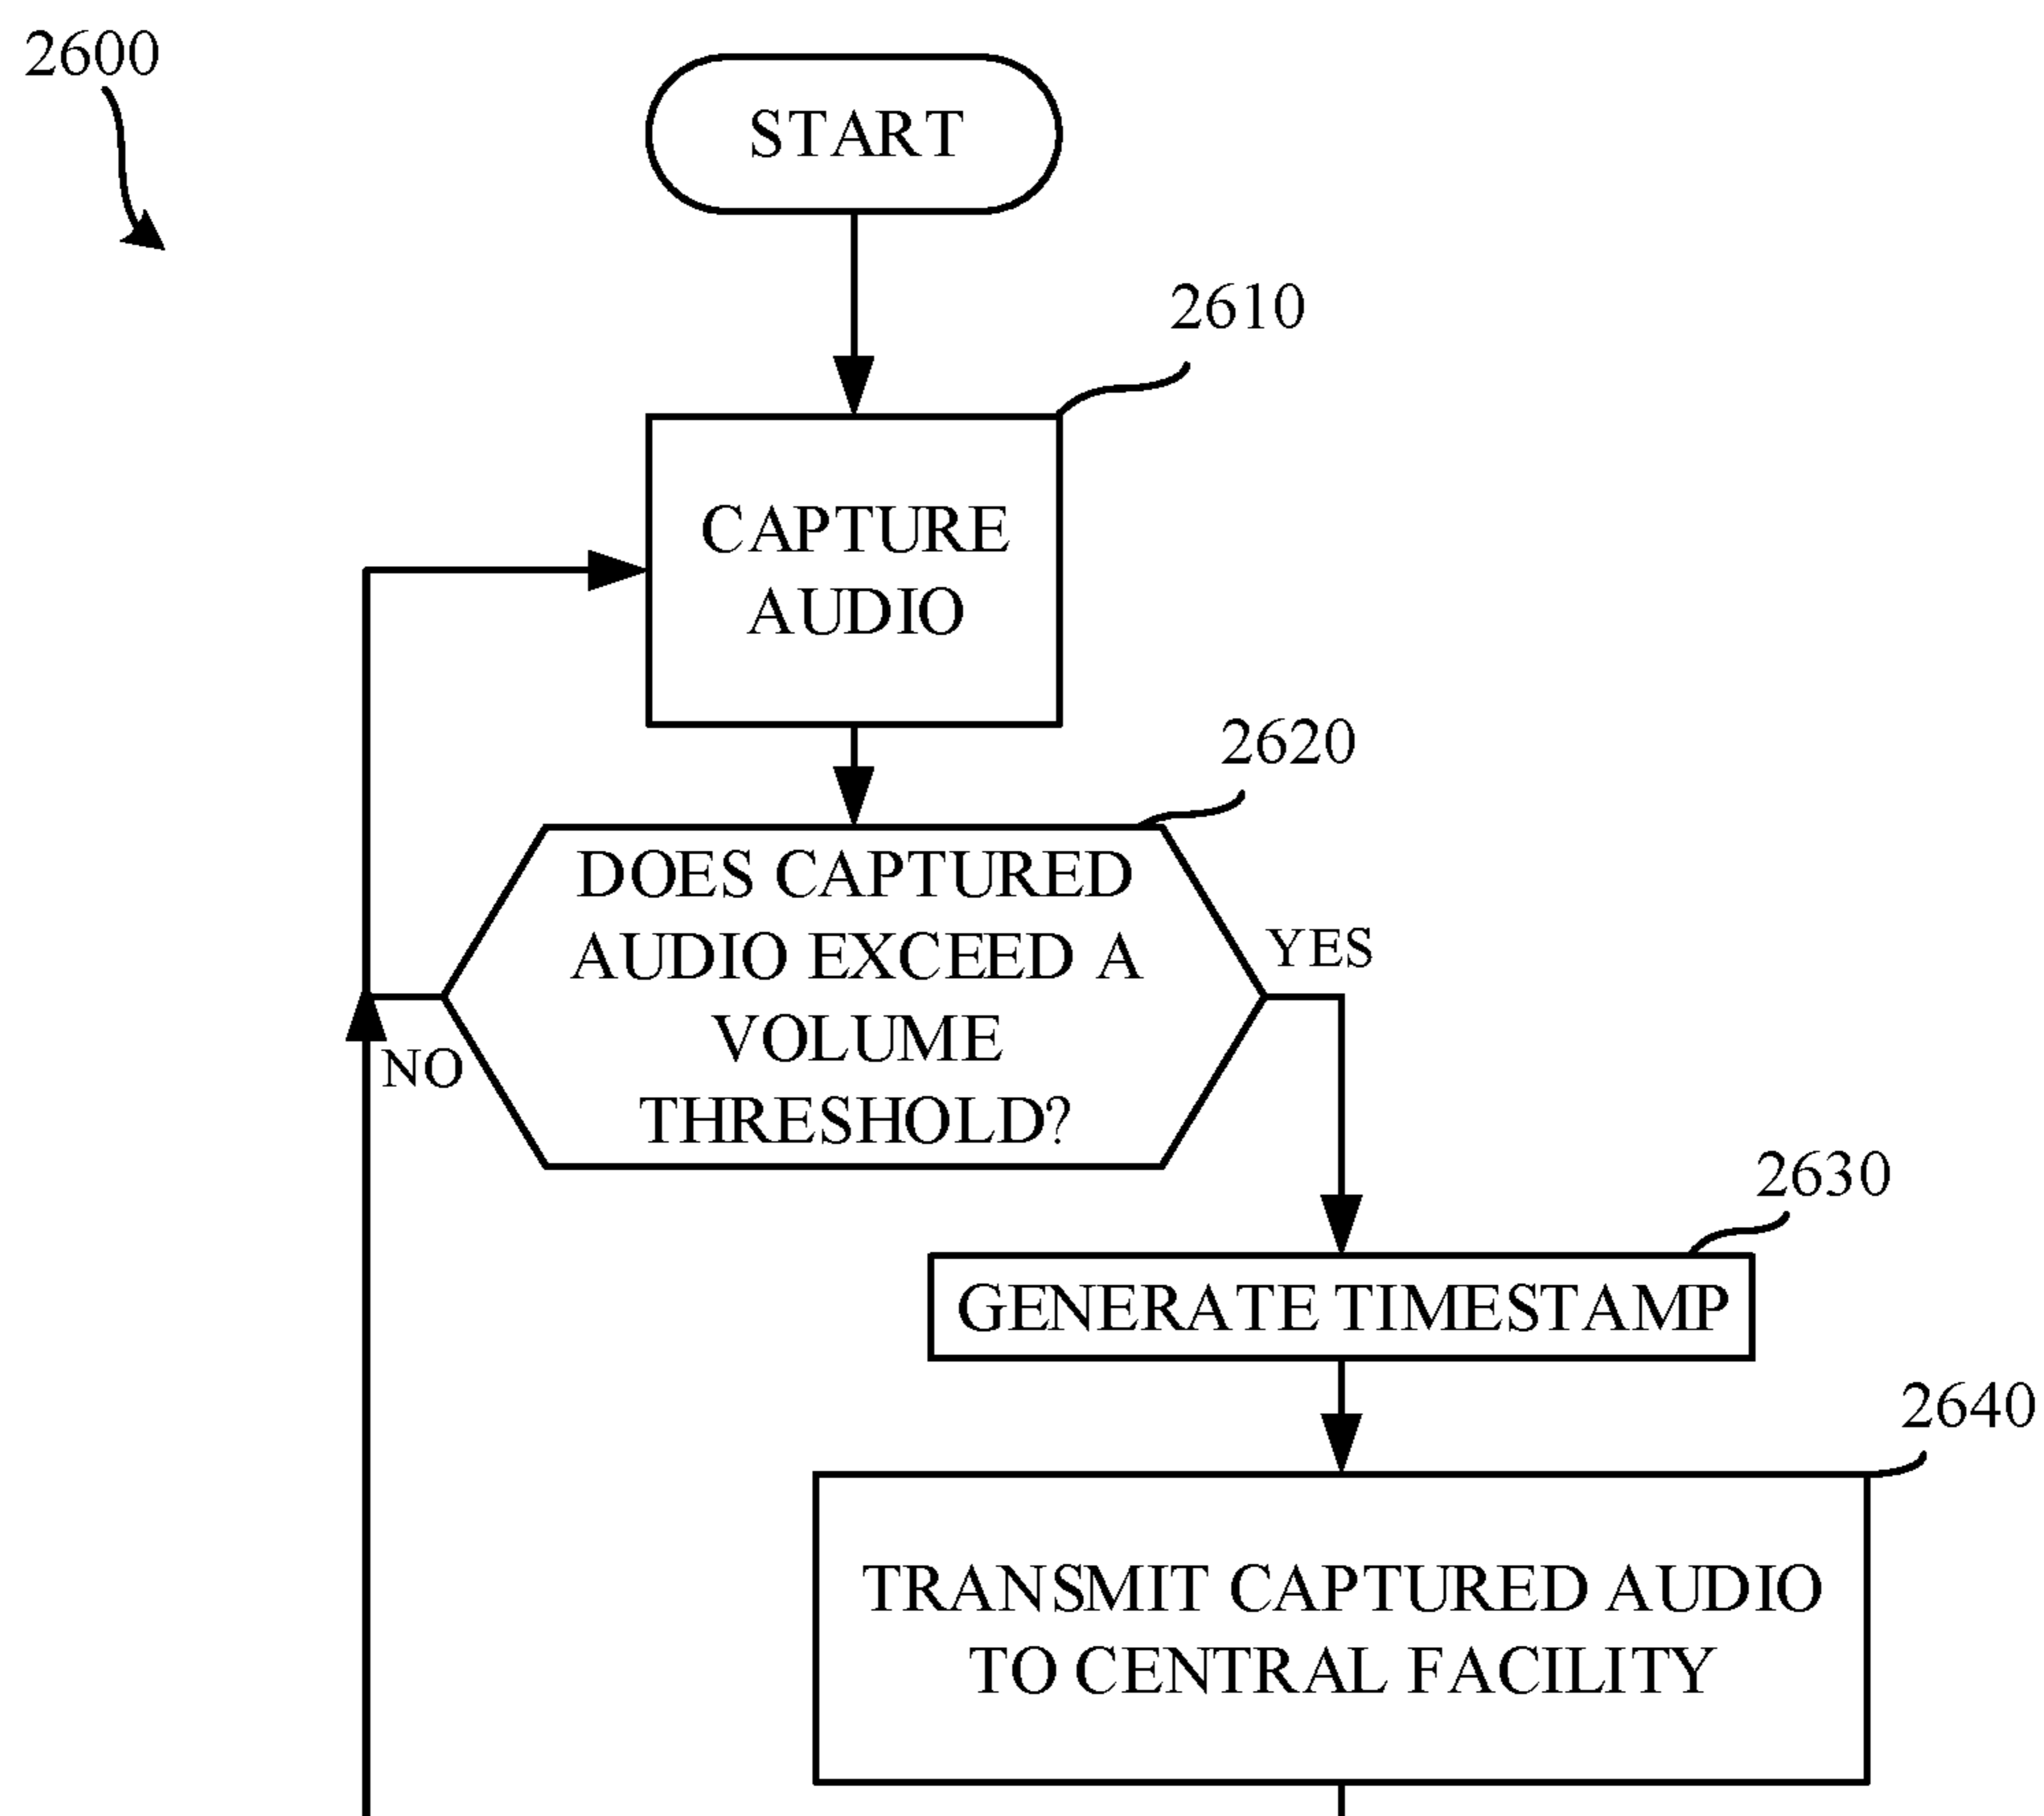 2600
START
2610
CAPTURE
AUDIO
2620
DOES CAPTURED
AUDIO EXCEED A
VOLUME
THRESHOLD?
YES
NO
2630
GENERATE TIMESTAMP
2640
TRANSMIT CAPTURED AUDIO
TO CENTRAL FACILITY